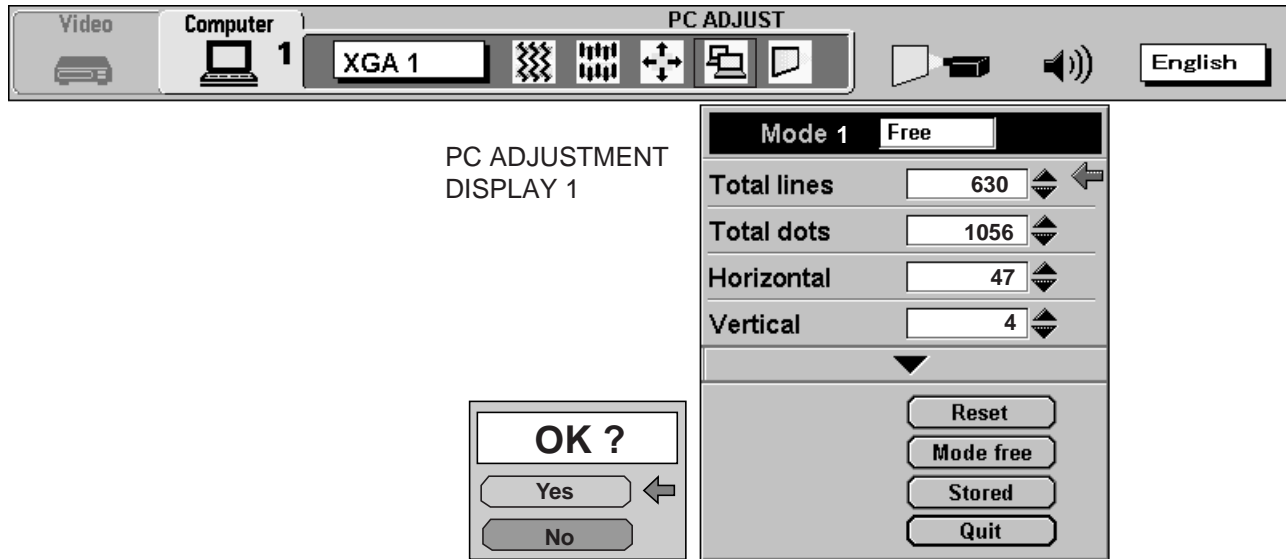 Video
Computer
1
PC ADJUST
XGA 1
English
PC ADJUSTMENT
DISPLAY 1
Mode 1 Free
Total lines 630
Total dots 1056
Horizontal 47
Vertical 4
Reset
Mode free
Stored
Quit
OK ?
Yes
No